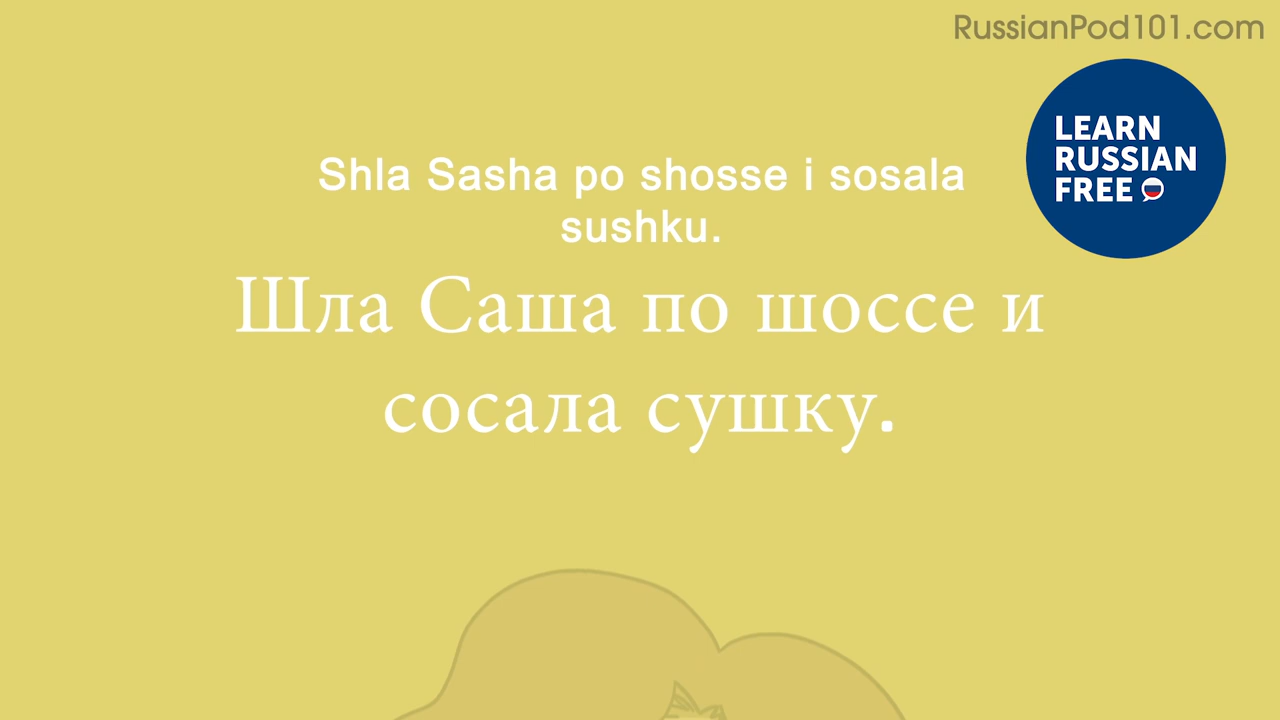 RussianPod101.com
LEARN
RUSSIAN
FREE
Shla Sasha po shosse i sosala
sushku.
Шла Саша по шоссе и
сосала сушку.